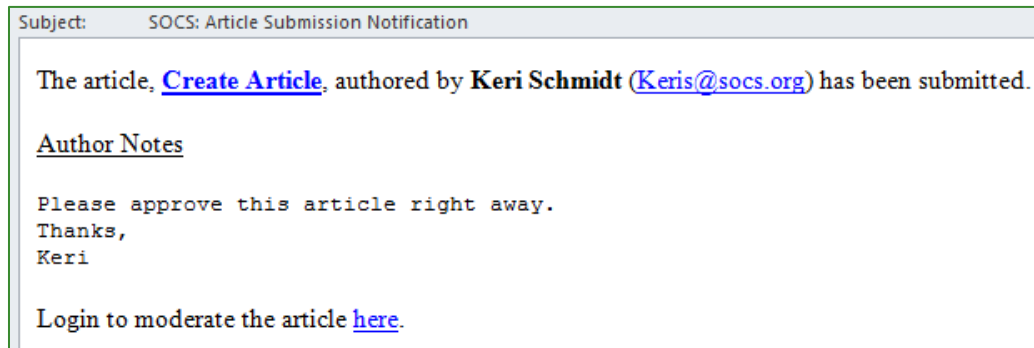 Subject: SOCS: Article Submission Notification
The article, Create Article, authored by Keri Schmidt (Keris@socs.org) has been submitted.
Author Notes
Please approve this article right away.
Thanks,
Keri
Login to moderate the article here.